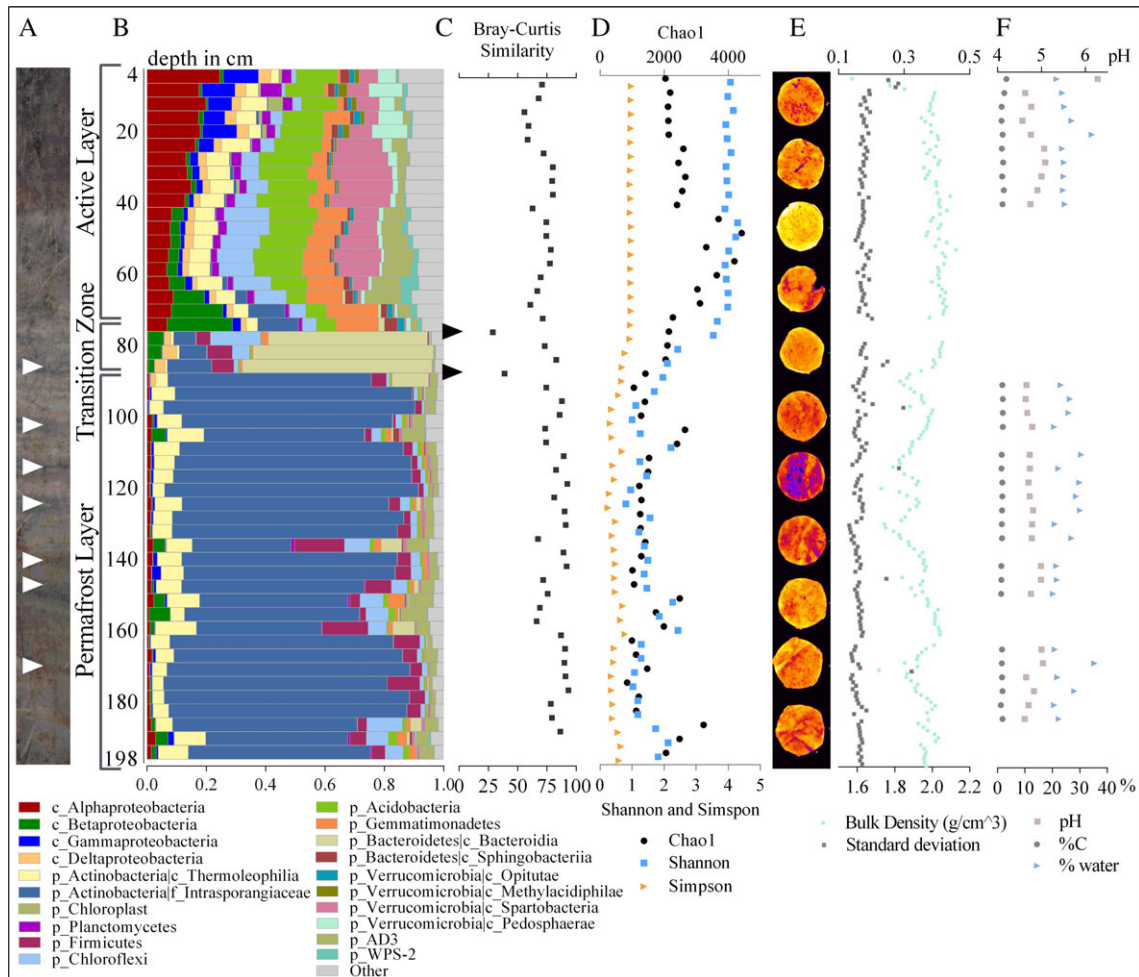 A B C D E F
Bray-Curtis
Similarity
Chao1
0 2000 4000
0.1 0.3 0.5
4 5 6 pH
depth in cm
4
20
40
60
80
100
120
140
160
180
198
Active Layer
Transition Zone
Permafrost Layer
0 0.2 0.4 0.6 0.8 1
0 25 50 75 100
0 1 2 3 4 5
Shannon and Simspon
1.6 1.8 2.0 2.2
0 10 20 30 40 %
c_Alphaproteobacteria
c_Betaproteobacteria
c_Gammaproteobacteria
c_Deltaproteobacteria
p_Actinobacteria|c_Thermoleophilia
p_Actinobacteria|f_Intrasporangiaceae
p_Chloroplast
p_Planctomycetes
p_Firmicutes
p_Chloroflexi
p_Acidobacteria
p_Gemmatimonadetes
p_Bacteroidetes|c_Bacteroidia
p_Bacteroidetes|c_Sphingobacteriia
p_Verrucomicrobia|c_Opitutae
p_Verrucomicrobia|c_Methylacidiphilae
p_Verrucomicrobia|c_Spartobacteria
p_Verrucomicrobia|c_Pedosphaerae
p_AD3
p_WPS-2
Other
Chao1
Shannon
Simpson
Bulk Density (g/cm^3)
Standard deviation
pH
%C
% water